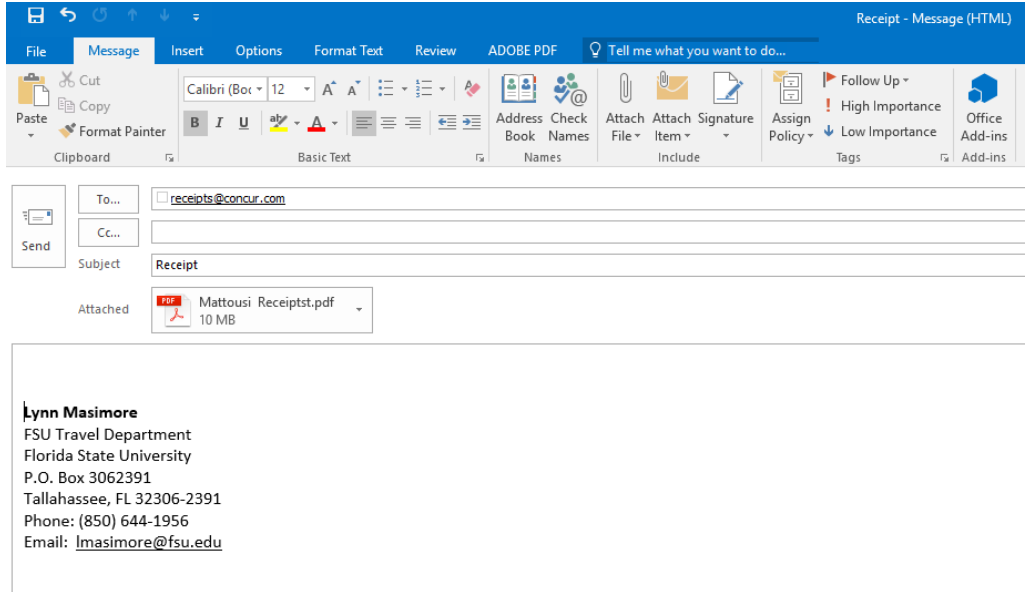 Receipt - Message (HTML)
File Message Insert Options Format Text Review ADOBE PDF Tell me what you want to do...
Paste
Cut
Copy
Format Painter
Clipboard
Calibri (Boc 12 A A
B I U aby A
Basic Text
Address Book
Check Names
Names
Attach File
Attach Item
Signature
Include
Assign Policy
Follow Up
High Importance
Low Importance
Tags
Office Add-ins
Add-ins
Send
To... receipts@concur.com
Cc...
Subject Receipt
Attached PDF Mattousi Receiptst.pdf
10 MB
Lynn Masimore
FSU Travel Department
Florida State University
P.O. Box 3062391
Tallahassee, FL 32306-2391
Phone: (850) 644-1956
Email: lmasimore@fsu.edu